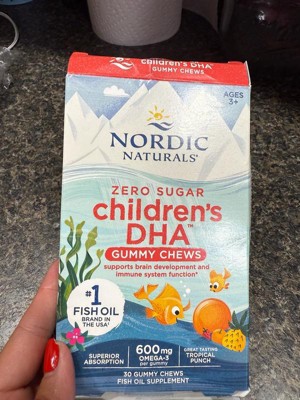 children's DHA™
GUMMY CHEWS
AGES
3+
NORDIC
NATURALS®
ZERO SUGAR
children's
DHA™
GUMMY CHEWS
supports brain development and
immune system function*
#1
FISH OIL
BRAND IN
THE USA†
SUPERIOR
ABSORPTION
600mg
OMEGA-3
per gummy
GREAT TASTING
TROPICAL
PUNCH
30 GUMMY CHEWS
FISH OIL SUPPLEMENT